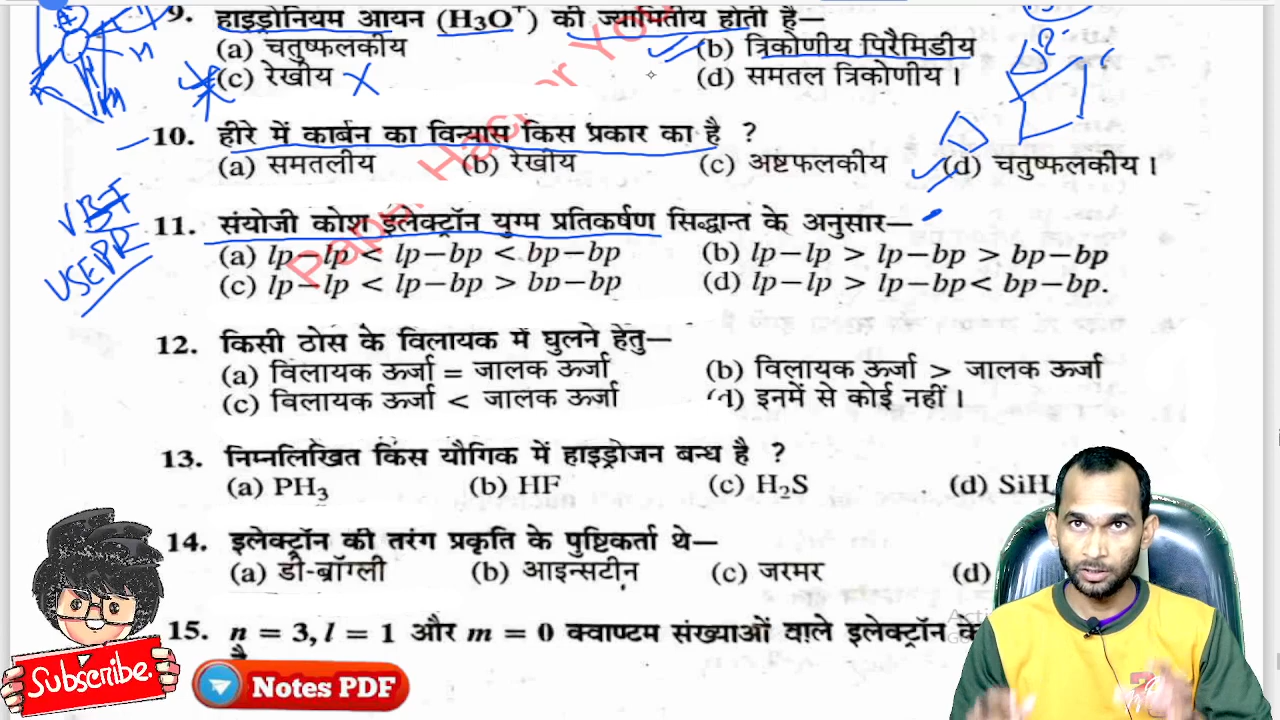 9. हाइड्रोनियम आयन (H₃O⁺) की ज्यामितीय होती है—
(a) चतुष्फलकीय (b) त्रिकोणीय पिरैमिडीय
(c) रेखीय (d) समतल त्रिकोणीय ।
10. हीरे में कार्बन का विन्यास किस प्रकार का है ?
(a) समतलीय (b) रेखीय (c) अष्टफलकीय (d) चतुष्फलकीय ।
VBT
11. संयोजी कोश इलेक्ट्रॉन युग्म प्रतिकर्षण सिद्धान्त के अनुसार—
(a) lp–lp < lp–bp < bp–bp (b) lp–lp > lp–bp > bp–bp
VSEPR
(c) lp–lp < lp–bp > bp–bp (d) lp–lp > lp–bp< bp–bp.
12. किसी ठोस के विलायक में घुलने हेतु—
(a) विलायक ऊर्जा = जालक ऊर्जा (b) विलायक ऊर्जा > जालक ऊर्जा
(c) विलायक ऊर्जा < जालक ऊर्जा (d) इनमें से कोई नहीं ।
13. निम्नलिखित किस यौगिक में हाइड्रोजन बन्ध है ?
(a) PH₃ (b) HF (c) H₂S (d) SiH
14. इलेक्ट्रॉन की तरंग प्रकृति के पुष्टिकर्ता थे—
(a) डी-ब्रॉग्ली (b) आइन्सटीन (c) जरमर (d)
15. n = 3, l = 1 और m = 0 क्वाण्टम संख्याओं वाले इलेक्ट्रॉन के
Subscribe.
Notes PDF